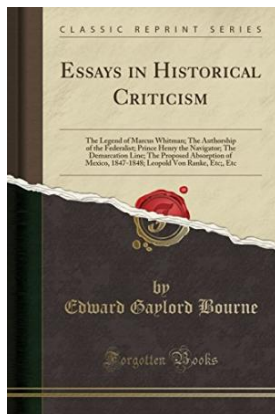 CLASSIC REPRINT SERIES
ESSAYS IN HISTORICAL
CRITICISM
The Legend of Marcus Whitman; The Authorship
of the Federalist; Prince Henry the Navigator; The
Demarcation Line; The Proposed Absorption of
Mexico, 1847-1848; Leopold Von Ranke, Etc;, Etc
by
Edward Gaylord Bourne
Forgotten Books